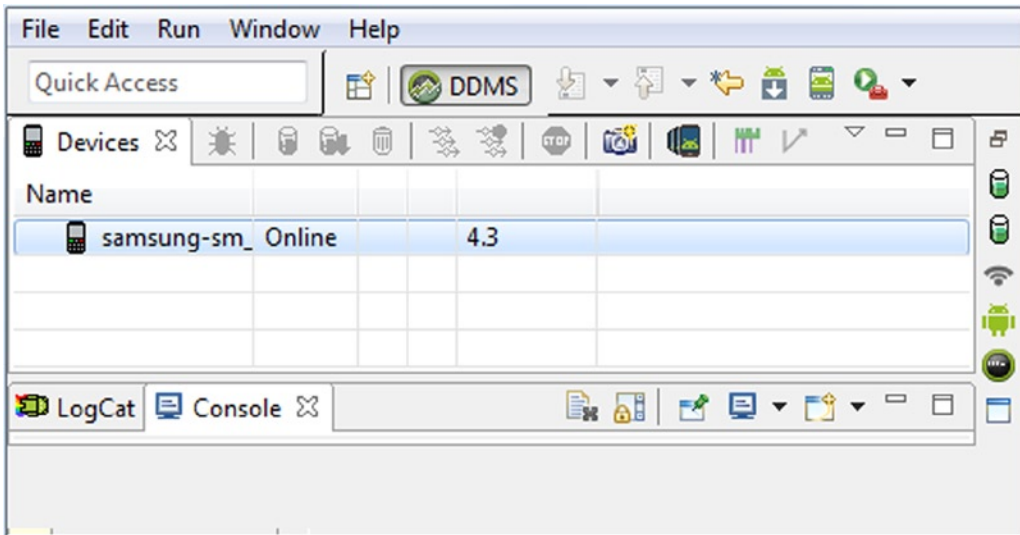 File Edit Run Window Help
Quick Access DDMS
Devices
Name
samsung-sm_ Online 4.3
LogCat Console